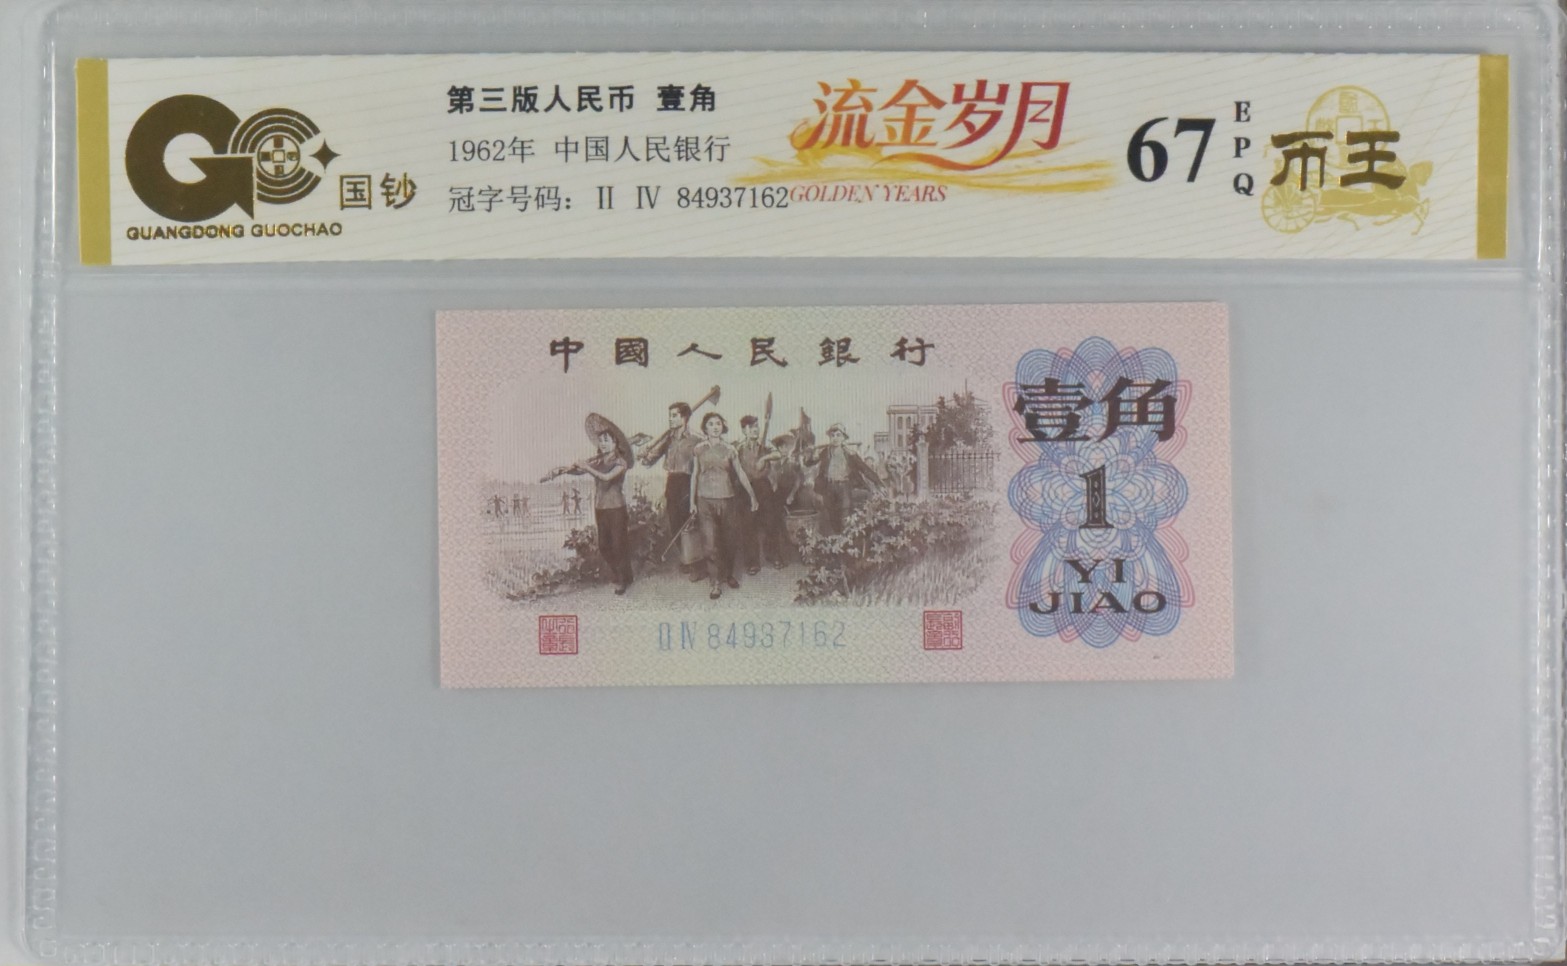 国钞
GUANGDONG GUOCHAO
第三版人民币 壹角
1962年 中国人民银行
冠字号码：Ⅱ Ⅳ 84937162
流金岁月
GOLDEN YEARS
67
EPQ
币王
中國人民銀行
壹角
1
YI
JIAO
ⅡⅣ84937162